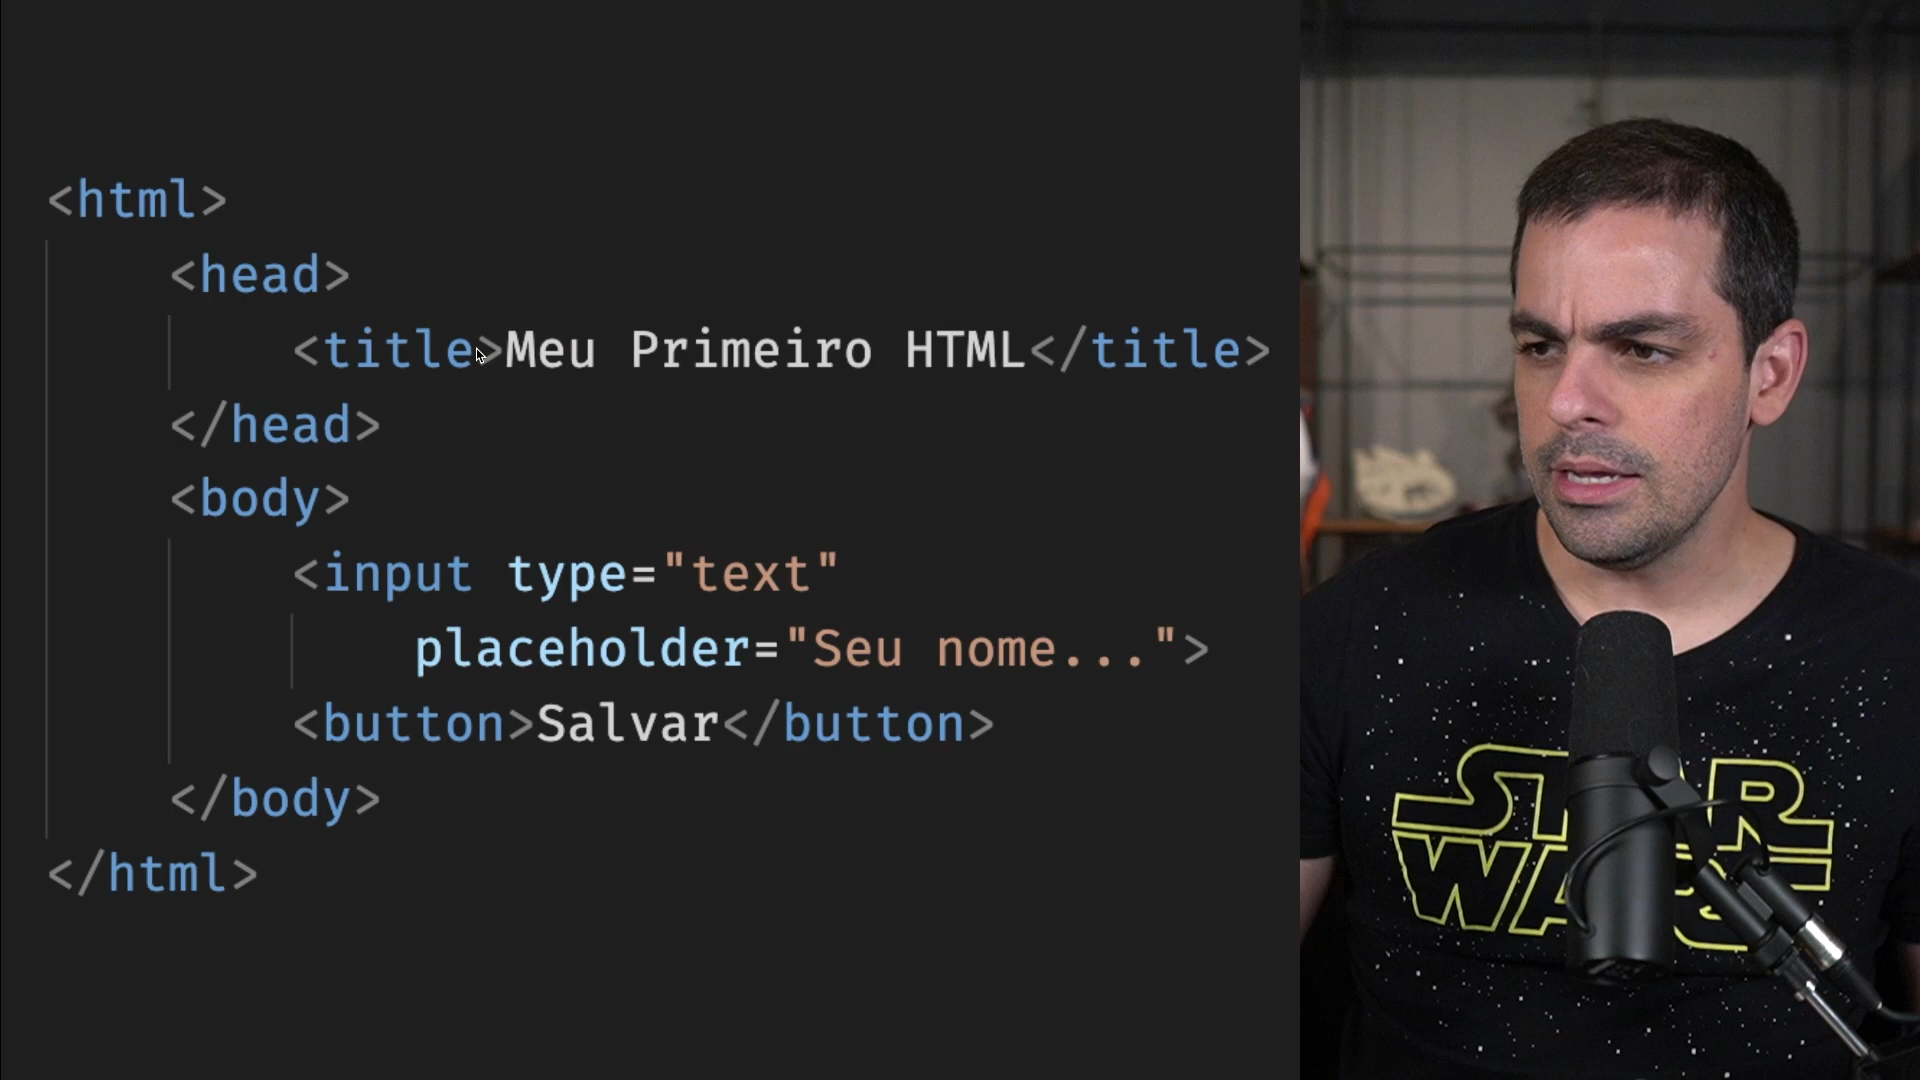 <html>
<head>
<title>Meu Primeiro HTML</title>
</head>
<body>
<input type="text"
placeholder="Seu nome...">
<button>Salvar</button>
</body>
</html>
STAR
WARS